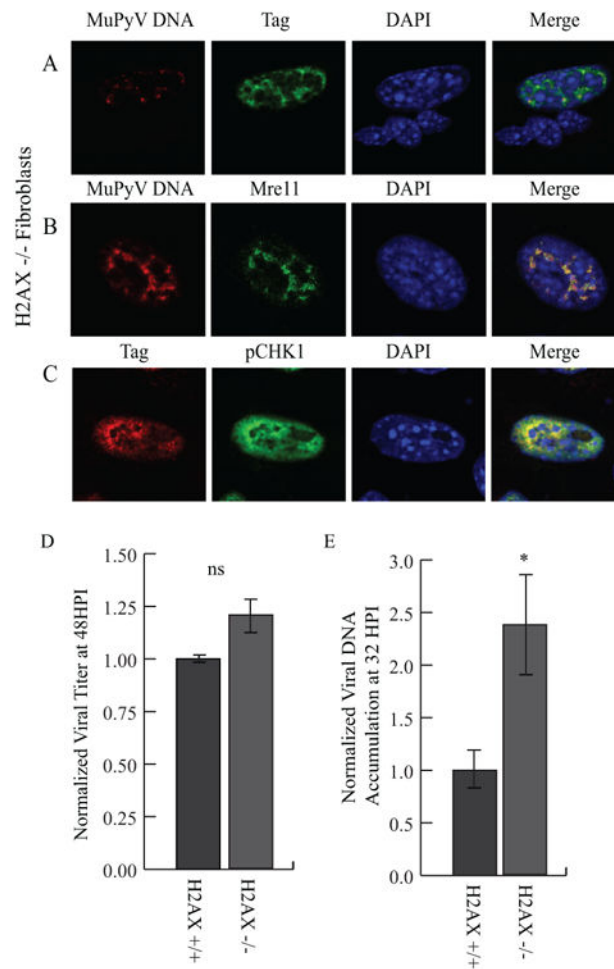 MuPyV DNA Tag DAPI Merge
A
H2AX -/- Fibroblasts
MuPyV DNA Mre11 DAPI Merge
B
Tag pCHK1 DAPI Merge
C
D
Normalized Viral Titer at 48HPI
1.50
1.25
1.00
0.75
0.50
0.25
0.00
ns
H2AX +/+
H2AX -/-
E
Normalized Viral DNA
Accumulation at 32 HPI
3.0
2.5
2.0
1.5
1.0
0.5
0.0
*
H2AX +/+
H2AX -/-